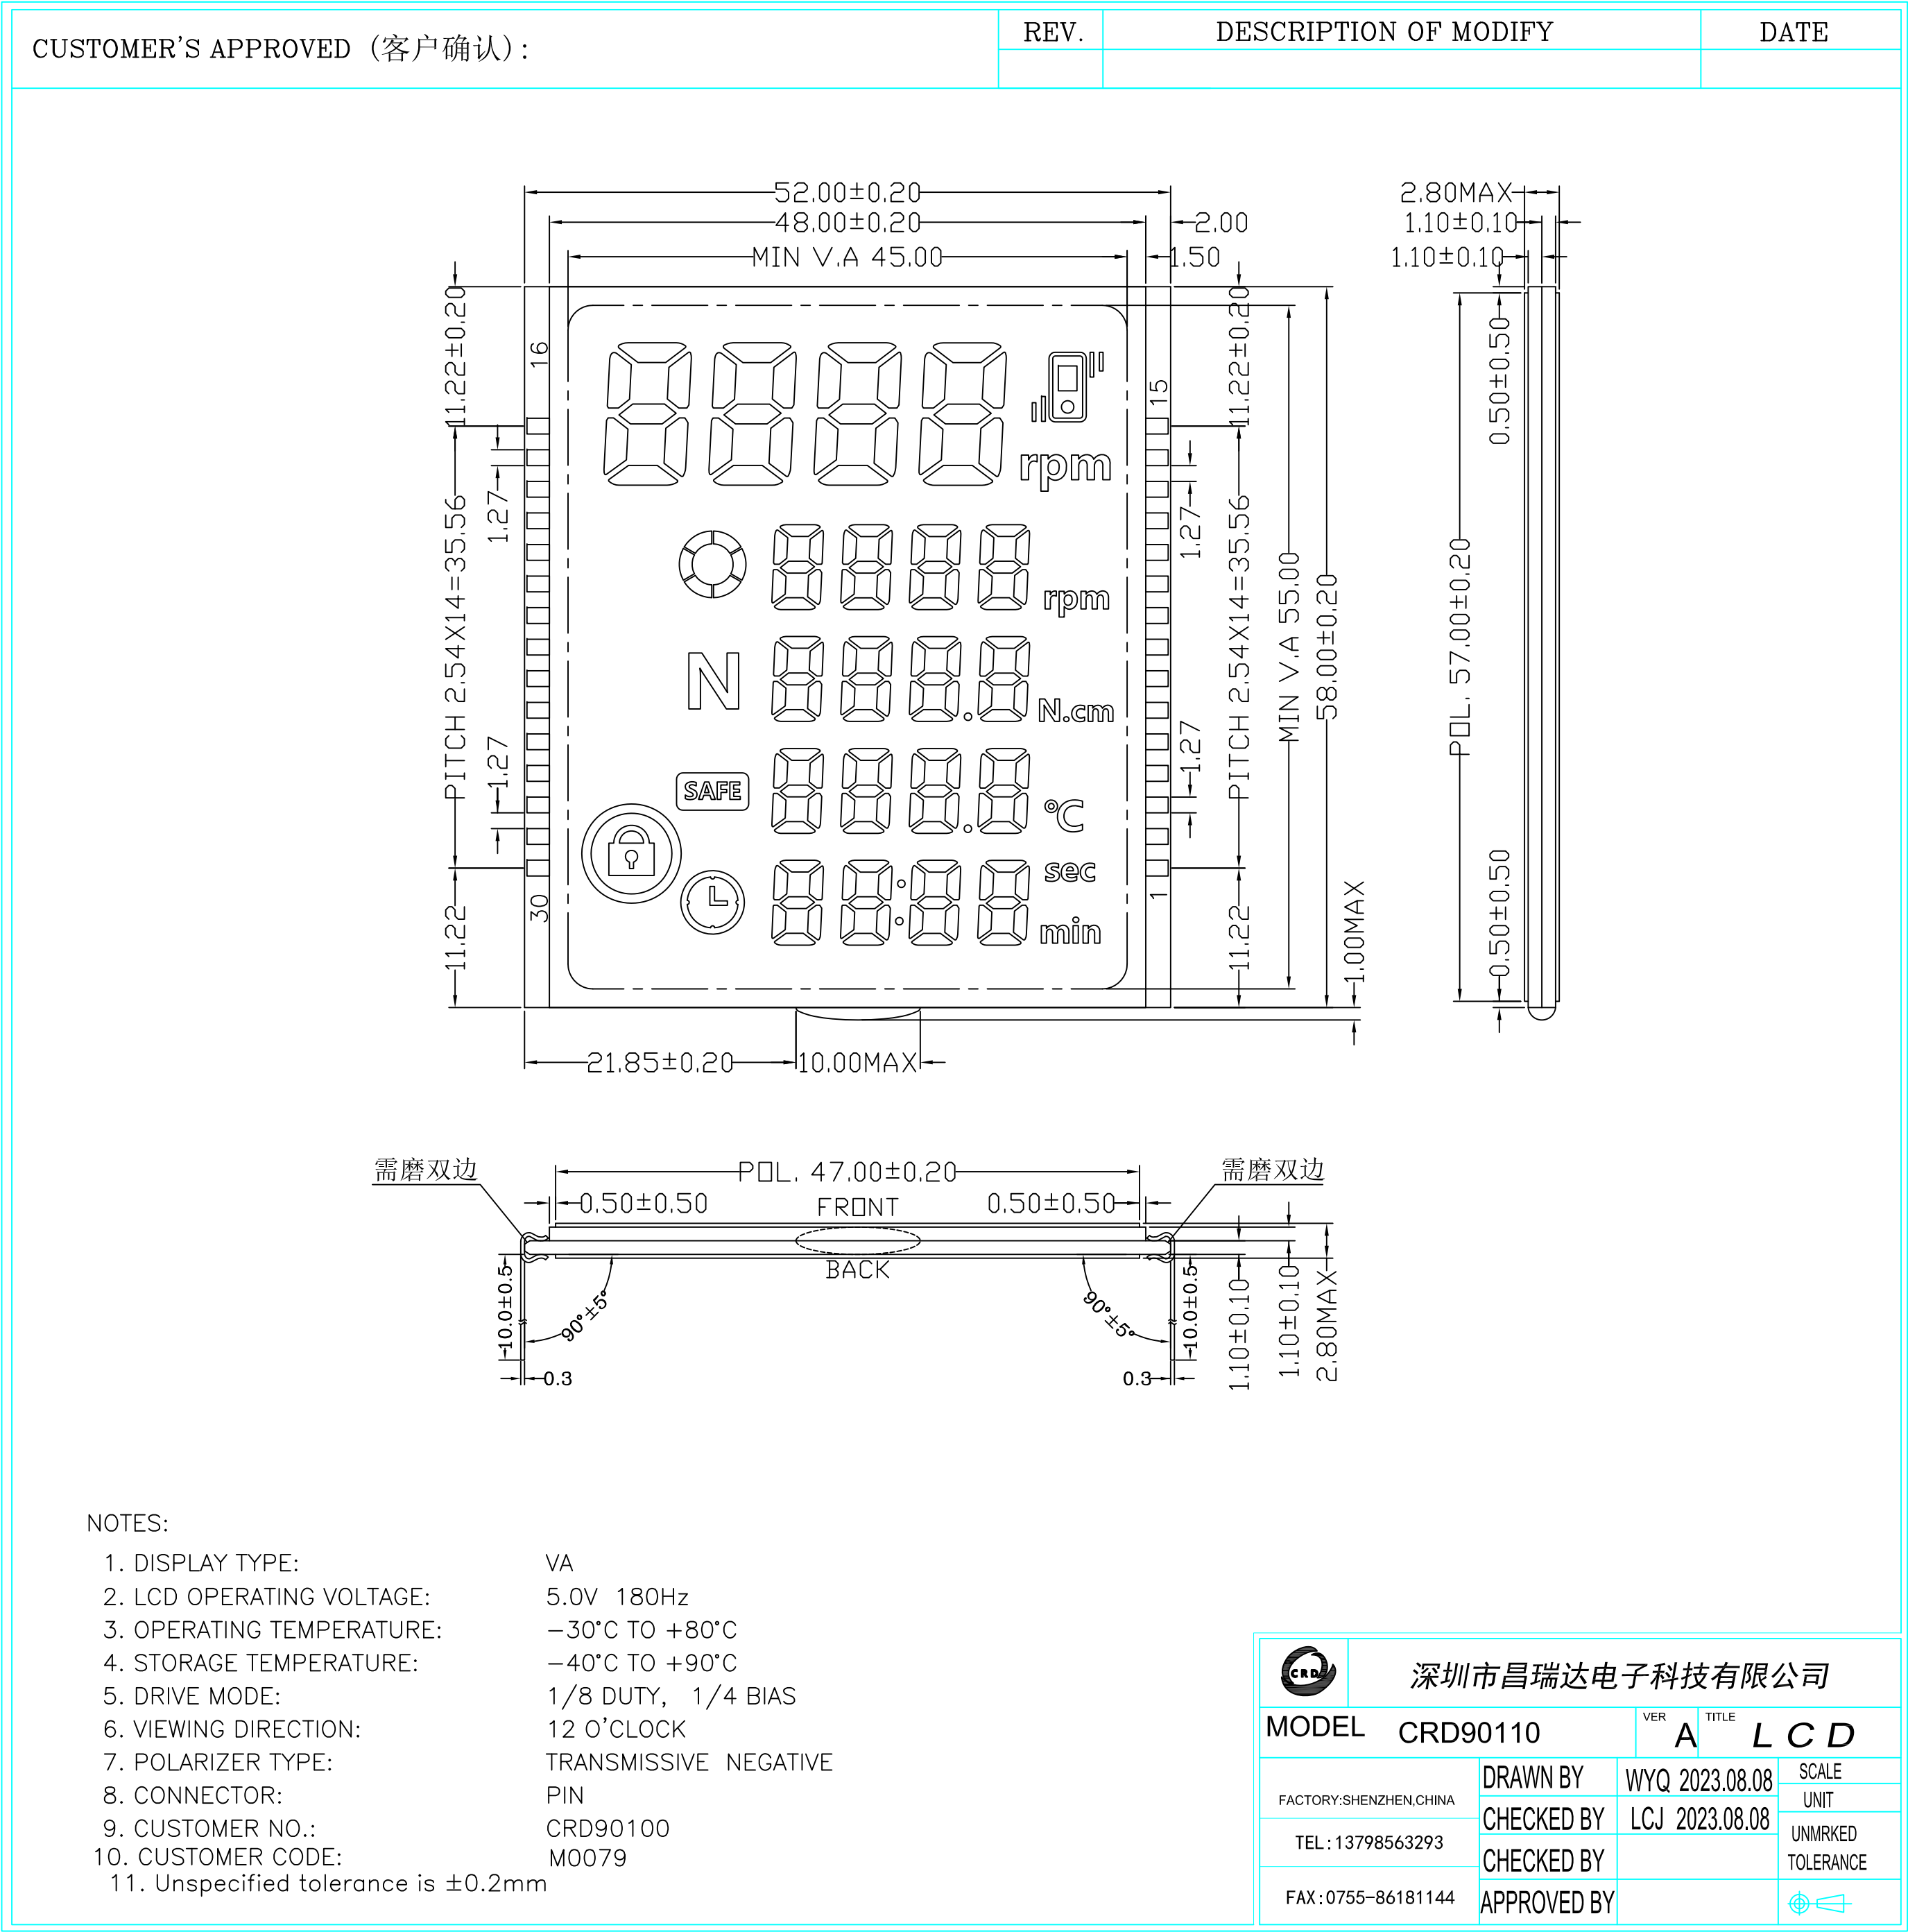 CUSTOMER'S APPROVED (客户确认):
REV. DESCRIPTION OF MODIFY DATE
52.00±0.20
48.00±0.20
2.00
MIN V.A 45.00
1.50
2.80MAX
1.10±0.10
1.10±0.10
11.22±0.20
16
15
11.22±0.20
0.50±0.50
rpm
1.27
1.27
PITCH 2.54X14=35.56
PITCH 2.54X14=35.56
MIN V.A 55.00
58.00±0.20
POL. 57.00±0.20
rpm
N
N.cm
1.27
1.27
SAFE
°C
sec
min
30
1
11.22
11.22
1.00MAX
0.50±0.50
21.85±0.20
10.00MAX
需磨双边
POL. 47.00±0.20
需磨双边
0.50±0.50
FRONT
0.50±0.50
BACK
10.0±0.5
90°±5°
90°±5°
10.0±0.5
1.10±0.10
1.10±0.10
2.80MAX
0.3
0.3
NOTES:
1. DISPLAY TYPE: VA
2. LCD OPERATING VOLTAGE: 5.0V 180Hz
3. OPERATING TEMPERATURE: −30°C TO +80°C
4. STORAGE TEMPERATURE: −40°C TO +90°C
5. DRIVE MODE: 1/8 DUTY, 1/4 BIAS
6. VIEWING DIRECTION: 12 O'CLOCK
7. POLARIZER TYPE: TRANSMISSIVE NEGATIVE
8. CONNECTOR: PIN
9. CUSTOMER NO.: CRD90100
10. CUSTOMER CODE: M0079
11. Unspecified tolerance is ±0.2mm
CRD
深圳市昌瑞达电子科技有限公司
MODEL CRD90110
VER A
TITLE LCD
FACTORY:SHENZHEN,CHINA
TEL:13798563293
FAX:0755-86181144
DRAWN BY WYQ 2023.08.08
CHECKED BY LCJ 2023.08.08
CHECKED BY
APPROVED BY
SCALE
UNIT
UNMRKED
TOLERANCE